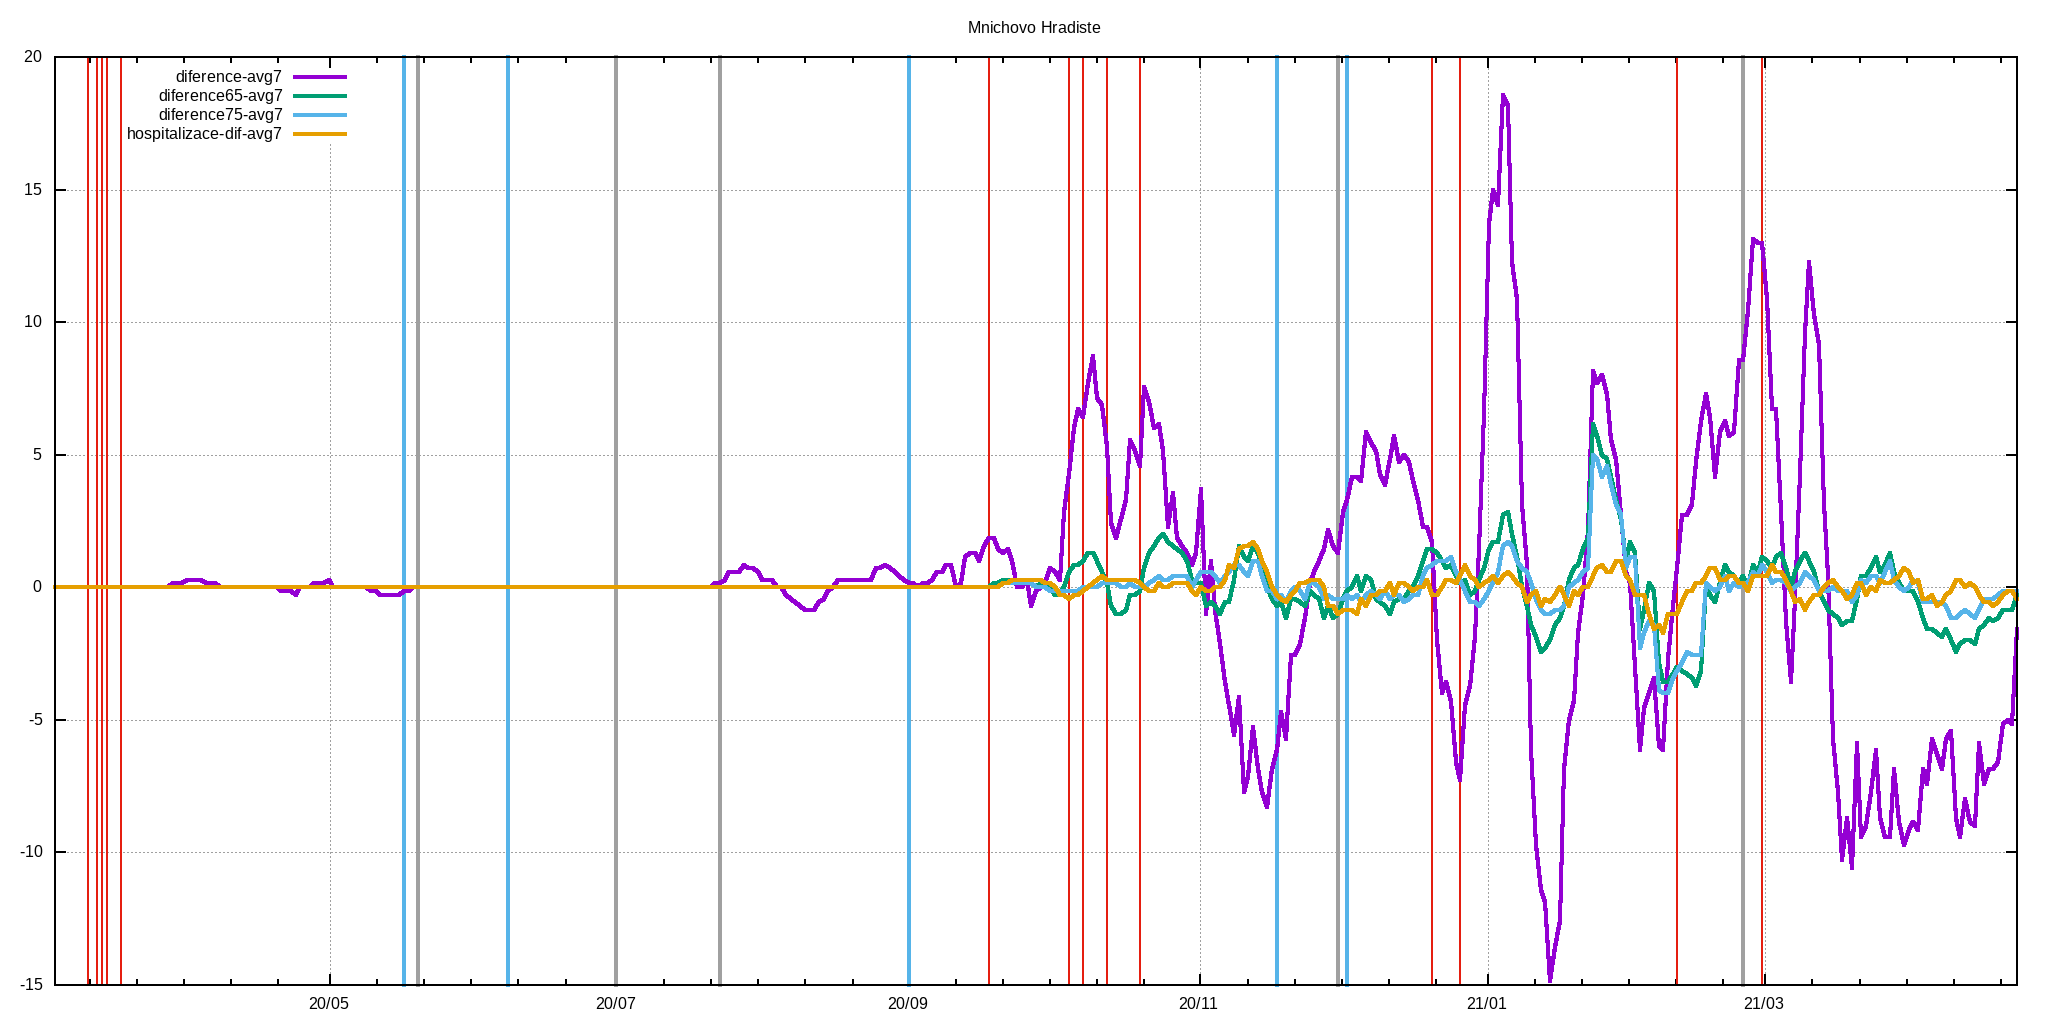 Mnichovo Hradiste
20
15
10
5
0
-5
-10
-15
diference-avg7
diference65-avg7
diference75-avg7
hospitalizace-dif-avg7
20/05
20/07
20/09
20/11
21/01
21/03